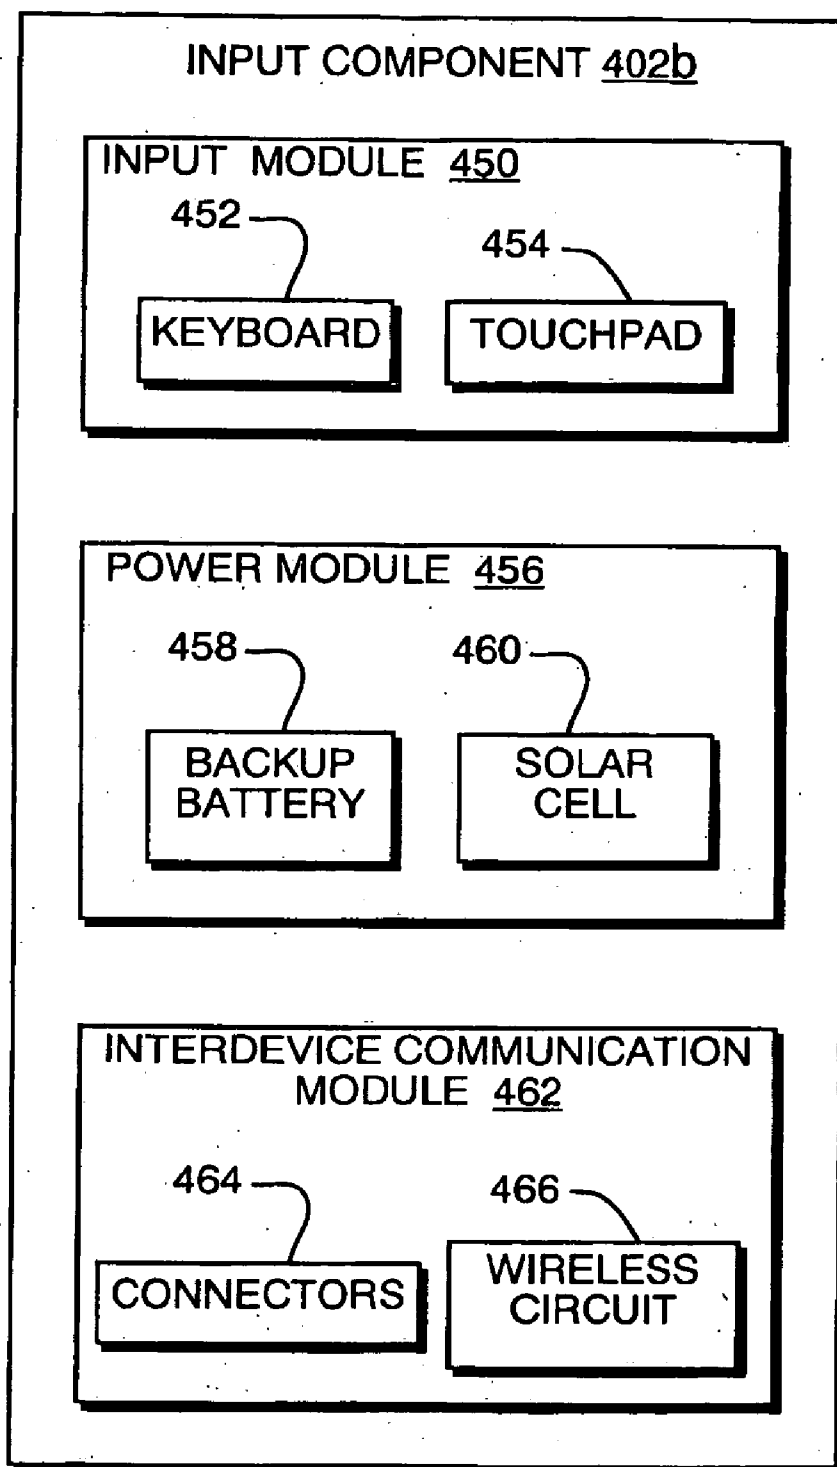 INPUT COMPONENT 402b
INPUT MODULE 450
452
454
KEYBOARD
TOUCHPAD
POWER MODULE 456
458
460
BACKUP
BATTERY
SOLAR
CELL
INTERDEVICE COMMUNICATION
MODULE 462
464
466
CONNECTORS
WIRELESS
CIRCUIT